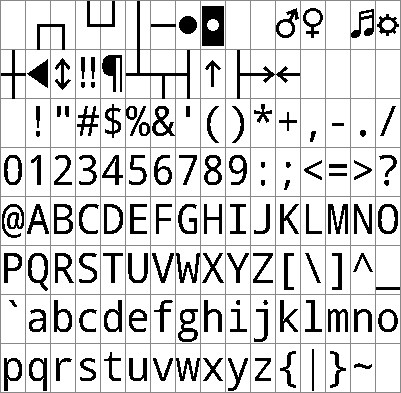 ┌┐└┘│─•◘ ♂♀ ♫☼
┼◄↕‼¶┴┬┤↑├→←
!"#$%&'()*+,-./
0123456789:;<=>?
@ABCDEFGHIJKLMNO
PQRSTUVWXYZ[\]^_
`abcdefghijklmno
pqrstuvwxyz{|}~